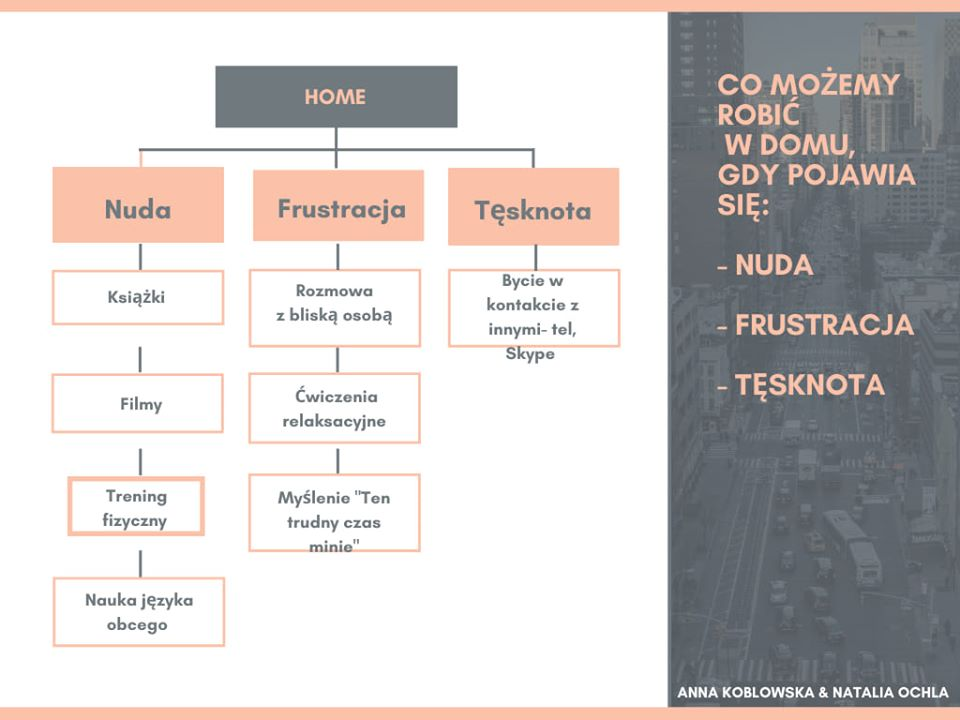 HOME
Nuda
Książki
Filmy
Trening
fizyczny
Nauka języka
obcego
Frustracja
Rozmowa
z bliską osobą
Ćwiczenia
relaksacyjne
Myślenie "Ten
trudny czas
minie"
Tęsknota
Bycie w
kontakcie z
innymi- tel,
Skype
CO MOŻEMY
ROBIĆ
W DOMU,
GDY POJAWIA
SIĘ:
- NUDA
- FRUSTRACJA
- TĘSKNOTA
ANNA KOBLOWSKA & NATALIA OCHLA